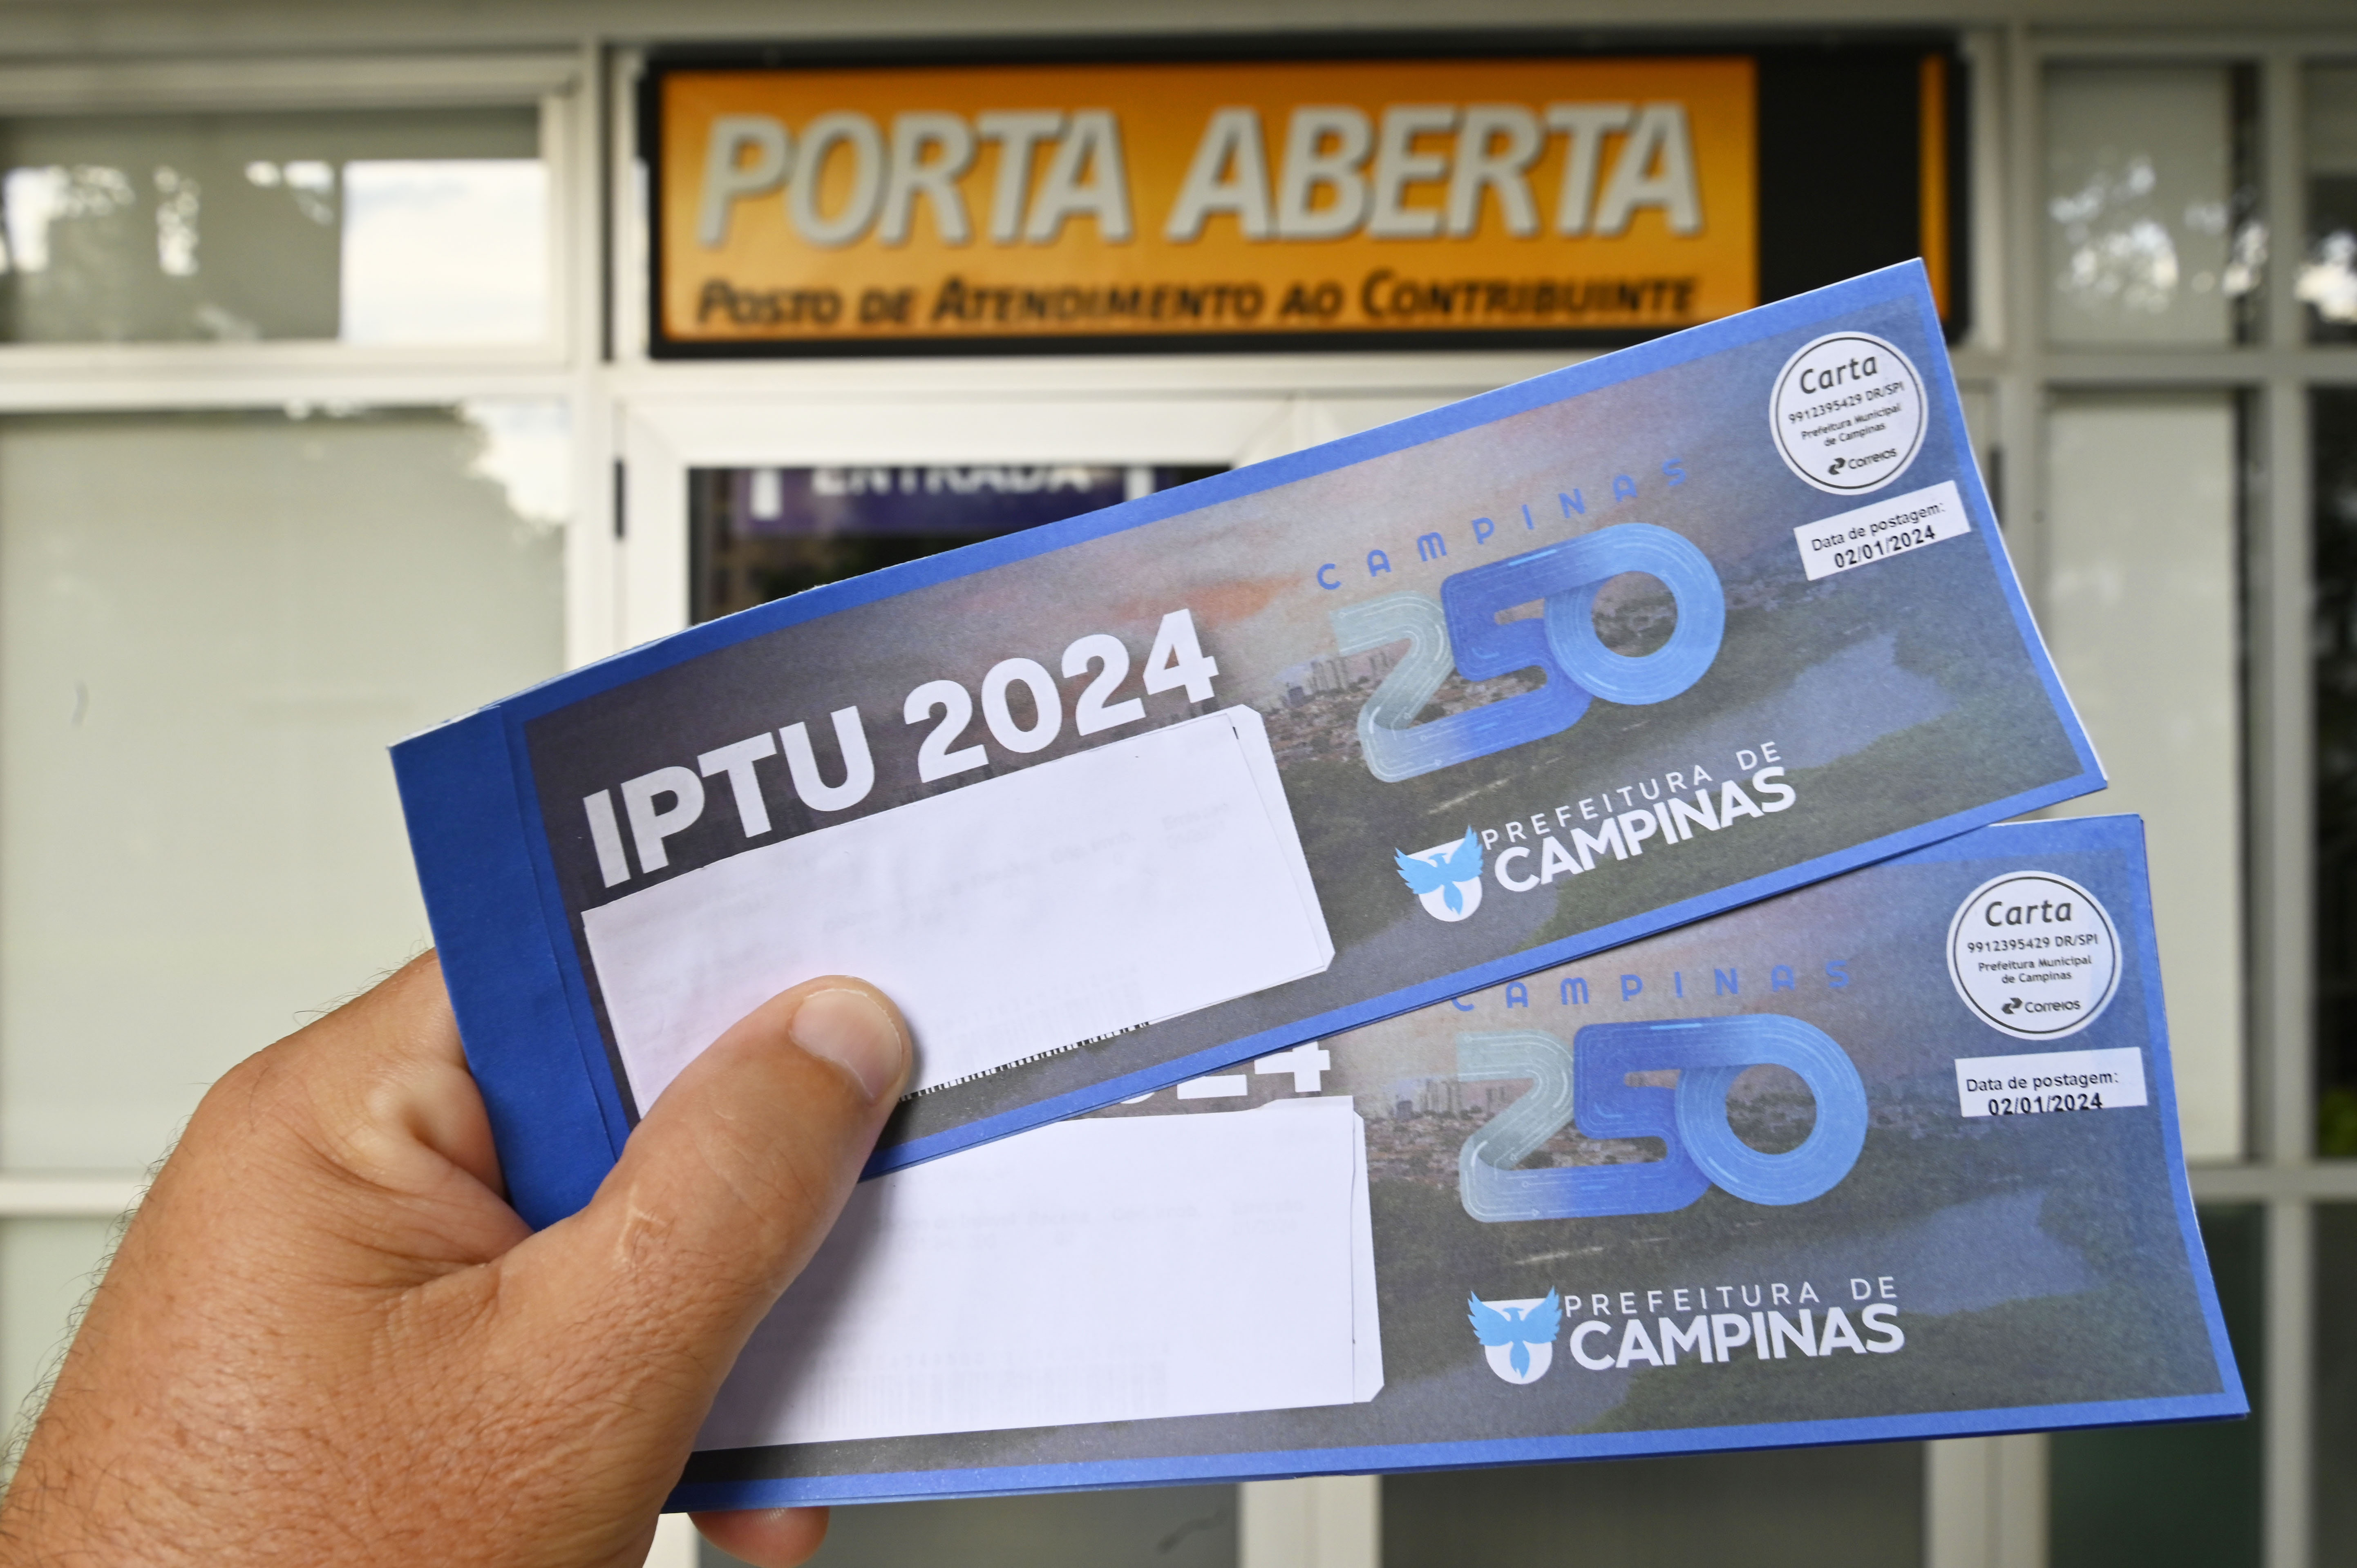 PORTA ABERTA
POSTO DE ATENDIMENTO AO CONTRIBUINTE
ENTRADA
Carta
9912395429 DR/SPI
Prefeitura Municipal
de Campinas
Correios
Data de postagem:
02/01/2024
CAMPINAS
250
IPTU 2024
PREFEITURA DE
CAMPINAS
Carta
9912395429 DR/SPI
Prefeitura Municipal
de Campinas
Correios
Data de postagem:
02/01/2024
CAMPINAS
250
24
PREFEITURA DE
CAMPINAS